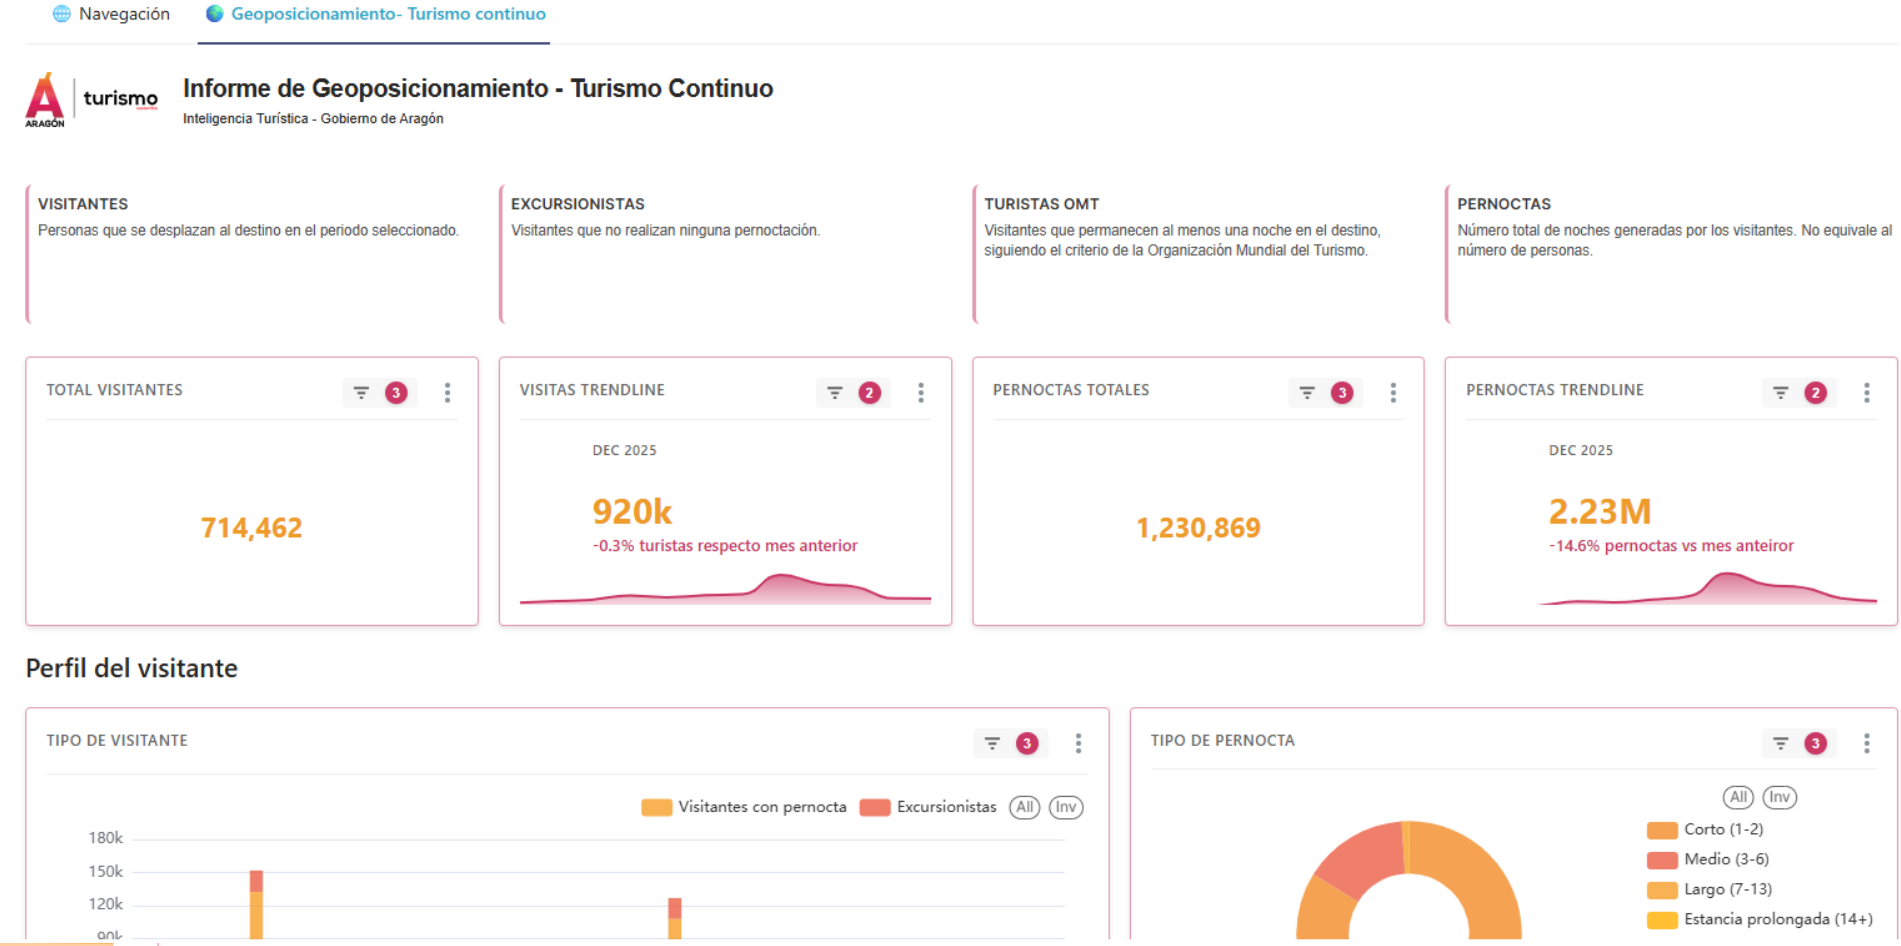 Navegación
Geoposicionamiento- Turismo continuo
ARAGÓN
turismo
Informe de Geoposicionamiento - Turismo Continuo
Inteligencia Turística - Gobierno de Aragón
VISITANTES
Personas que se desplazan al destino en el periodo seleccionado.
EXCURSIONISTAS
Visitantes que no realizan ninguna pernoctación.
TURISTAS OMT
Visitantes que permanecen al menos una noche en el destino,
siguiendo el criterio de la Organización Mundial del Turismo.
PERNOCTAS
Número total de noches generadas por los visitantes. No equivale al
número de personas.
TOTAL VISITANTES
3
714,462
VISITAS TRENDLINE
2
DEC 2025
920k
-0.3% turistas respecto mes anterior
PERNOCTAS TOTALES
3
1,230,869
PERNOCTAS TRENDLINE
2
DEC 2025
2.23M
-14.6% pernoctas vs mes anteiror
Perfil del visitante
TIPO DE VISITANTE
3
Visitantes con pernocta
Excursionistas
All
Inv
180k
150k
120k
90k
TIPO DE PERNOCTA
3
All
Inv
Corto (1-2)
Medio (3-6)
Largo (7-13)
Estancia prolongada (14+)